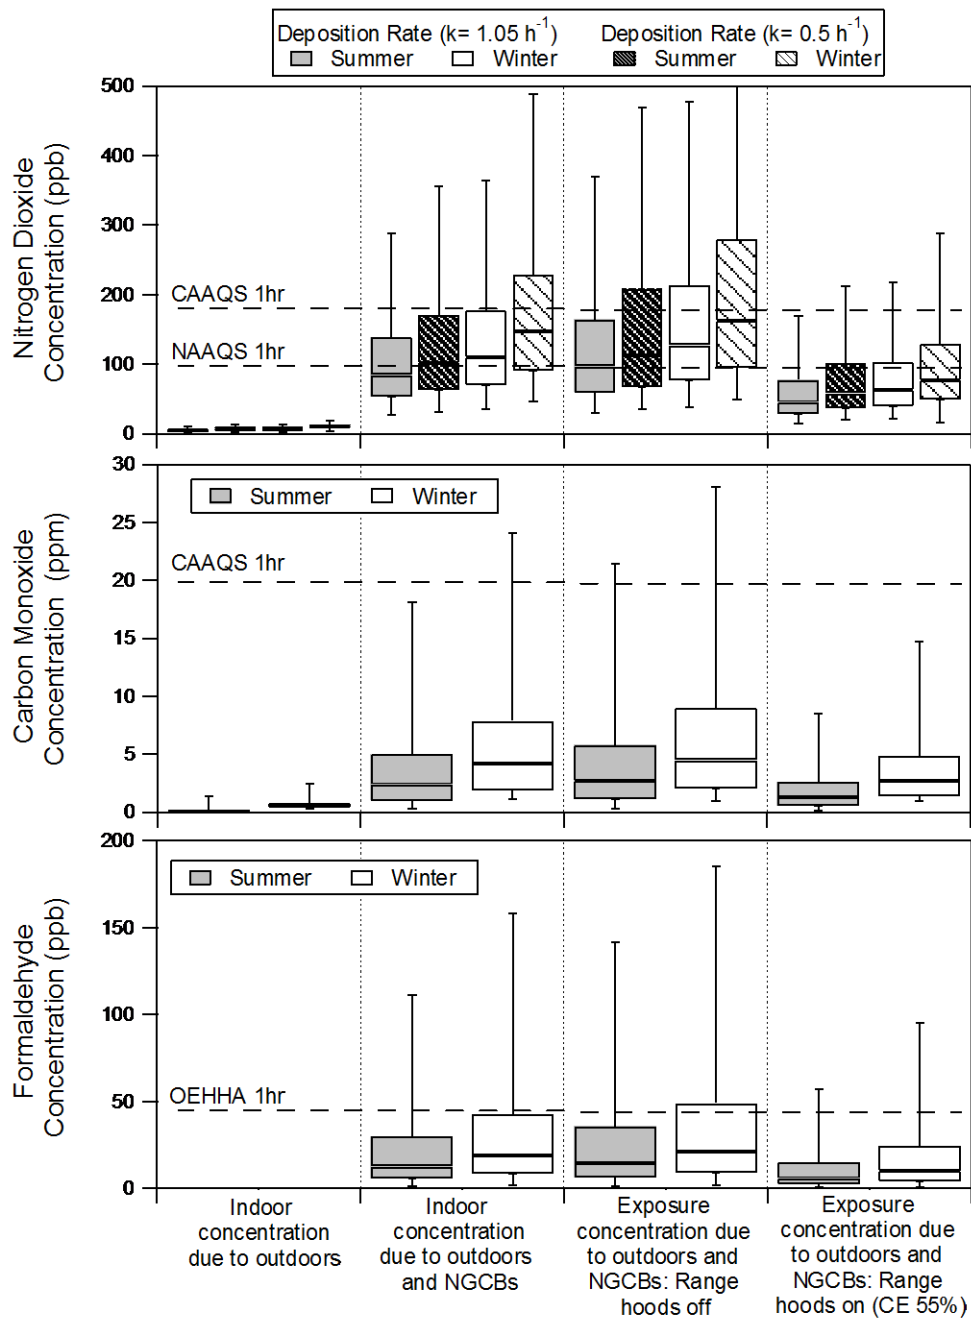 Deposition Rate (k= 1.05 h-1) Deposition Rate (k= 0.5 h-1)
Summer Winter Summer Winter
Nitrogen Dioxide
Concentration (ppb)
500
400
300
200
100
0
CAAQS 1hr
NAAQS 1hr
Carbon Monoxide
Concentration (ppm)
30
25
20
15
10
5
0
Summer Winter
CAAQS 1hr
Formaldehyde
Concentration (ppb)
200
150
100
50
0
Summer Winter
OEHHA 1hr
Indoor
concentration
due to outdoors
Indoor
concentration
due to outdoors
and NGCBs
Exposure
concentration due
to outdoors and
NGCBs: Range
hoods off
Exposure
concentration due
to outdoors and
NGCBs: Range
hoods on (CE 55%)